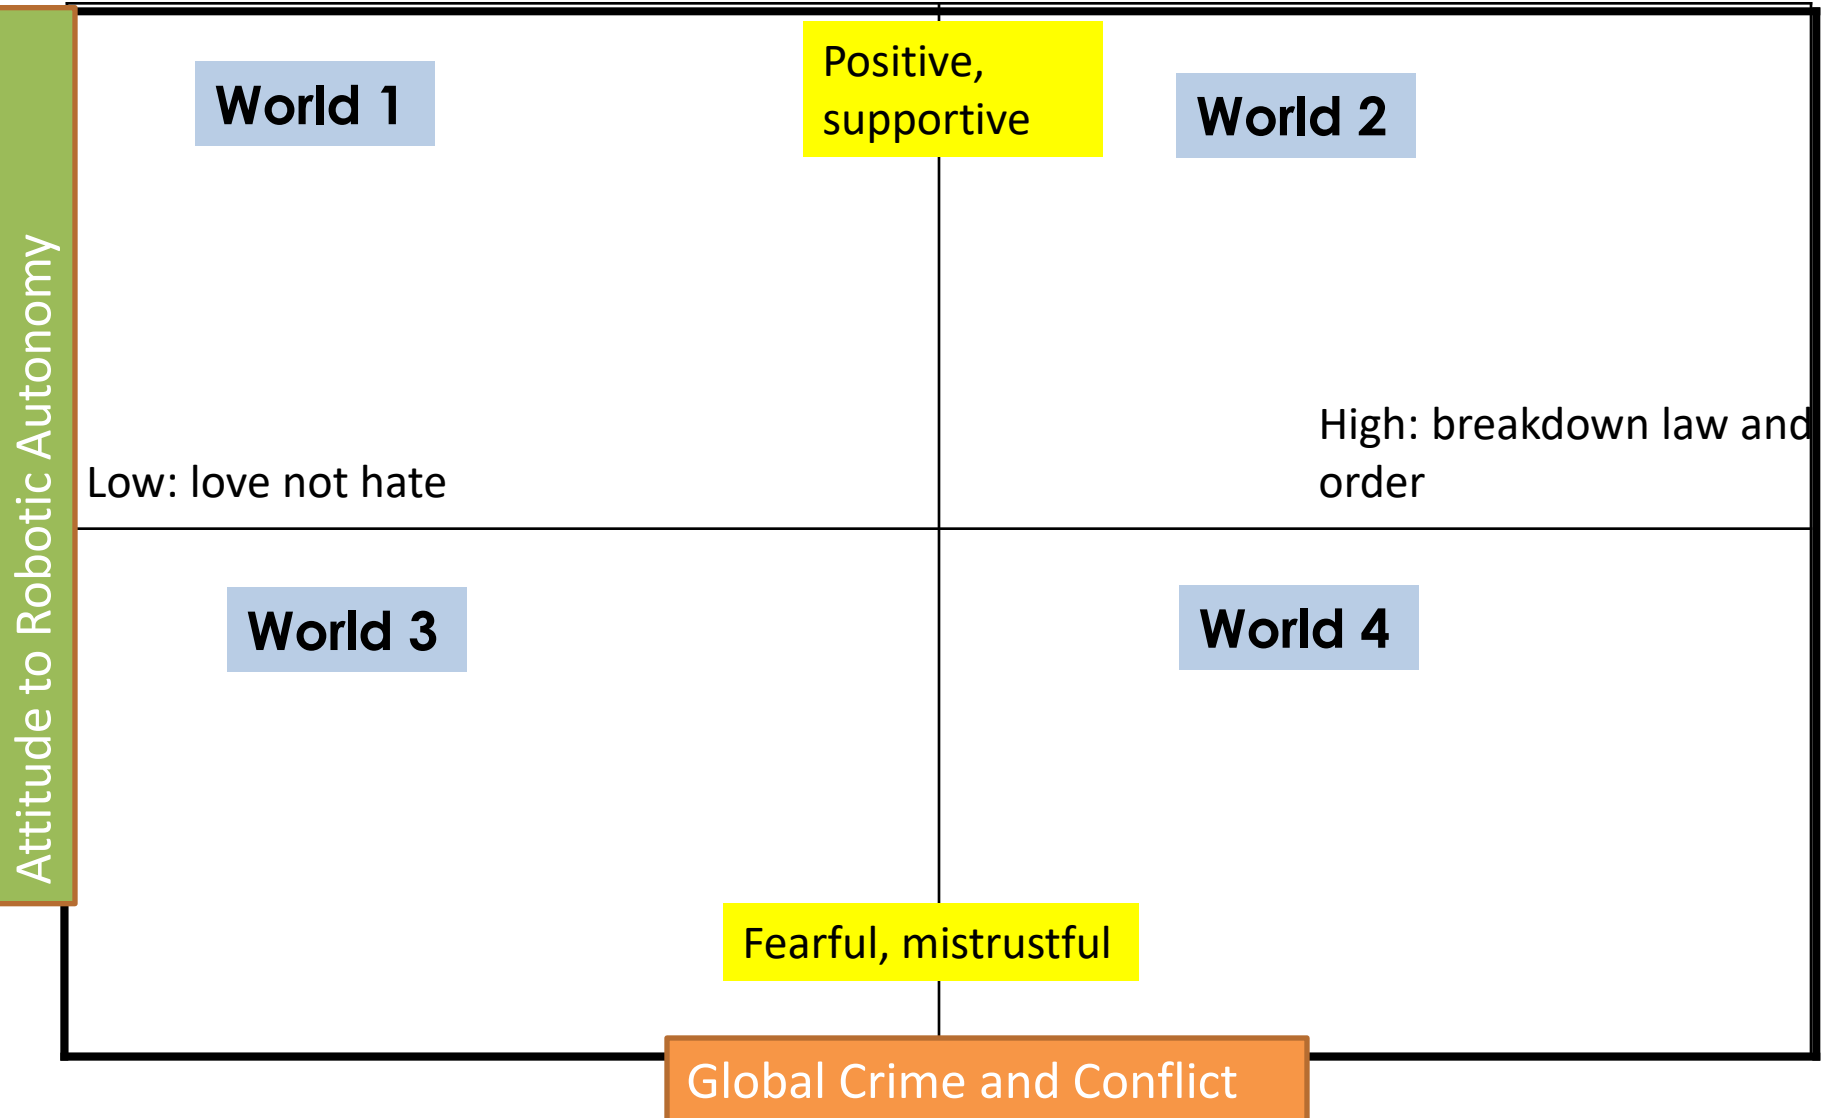 Attitude to Robotic Autonomy
World 1
Positive,
supportive
World 2
Low: love not hate
High: breakdown law and
order
World 3
World 4
Fearful, mistrustful
Global Crime and Conflict